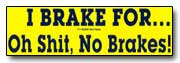 I BRAKE FOR...
Oh Shit, No Brakes!